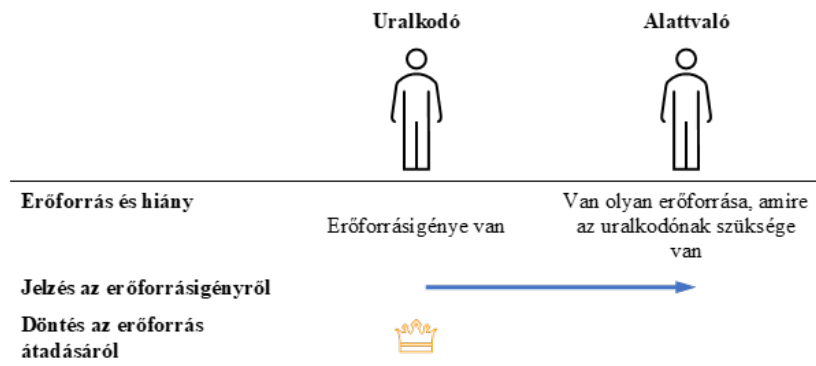 Uralkodó
Alattvaló
Erőforrás és hiány
Erőforrásigénye van
Van olyan erőforrása, amire
az uralkodónak szüksége
van
Jelzés az erőforrásigényről
Döntés az erőforrás
átadásáról